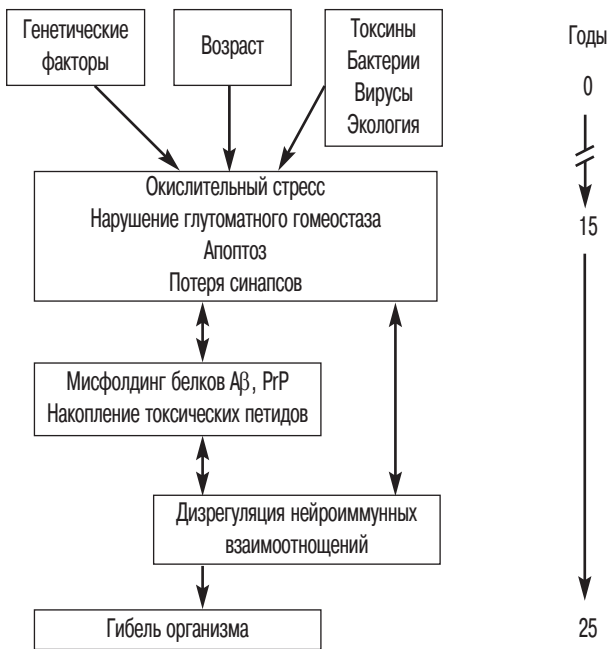 Генетические
факторы
Возраст
Токсины
Бактерии
Вирусы
Экология
Годы
0
Окислительный стресс
Нарушение глутоматного гомеостаза
Апоптоз
Потеря синапсов
15
Мисфолдинг белков Aβ, PrP
Накопление токсических петидов
Дизрегуляция нейроиммунных
взаимоотнощений
Гибель организма
25